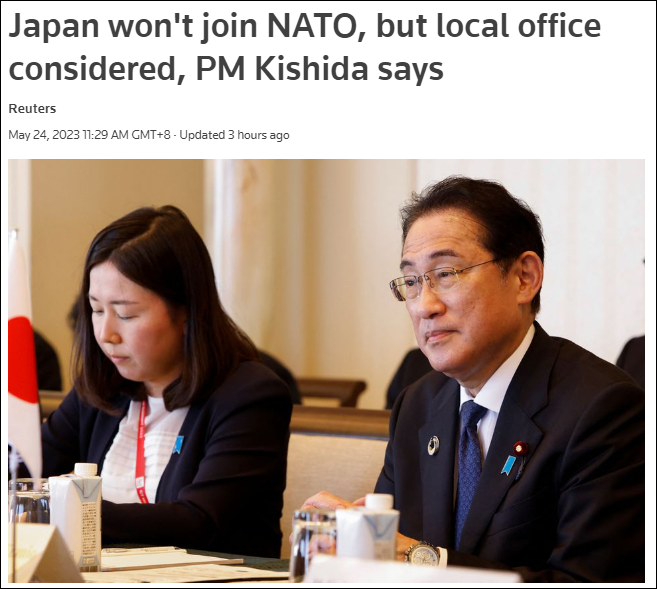 Japan won't join NATO, but local office
considered, PM Kishida says
Reuters
May 24, 2023 11:29 AM GMT+8 · Updated 3 hours ago